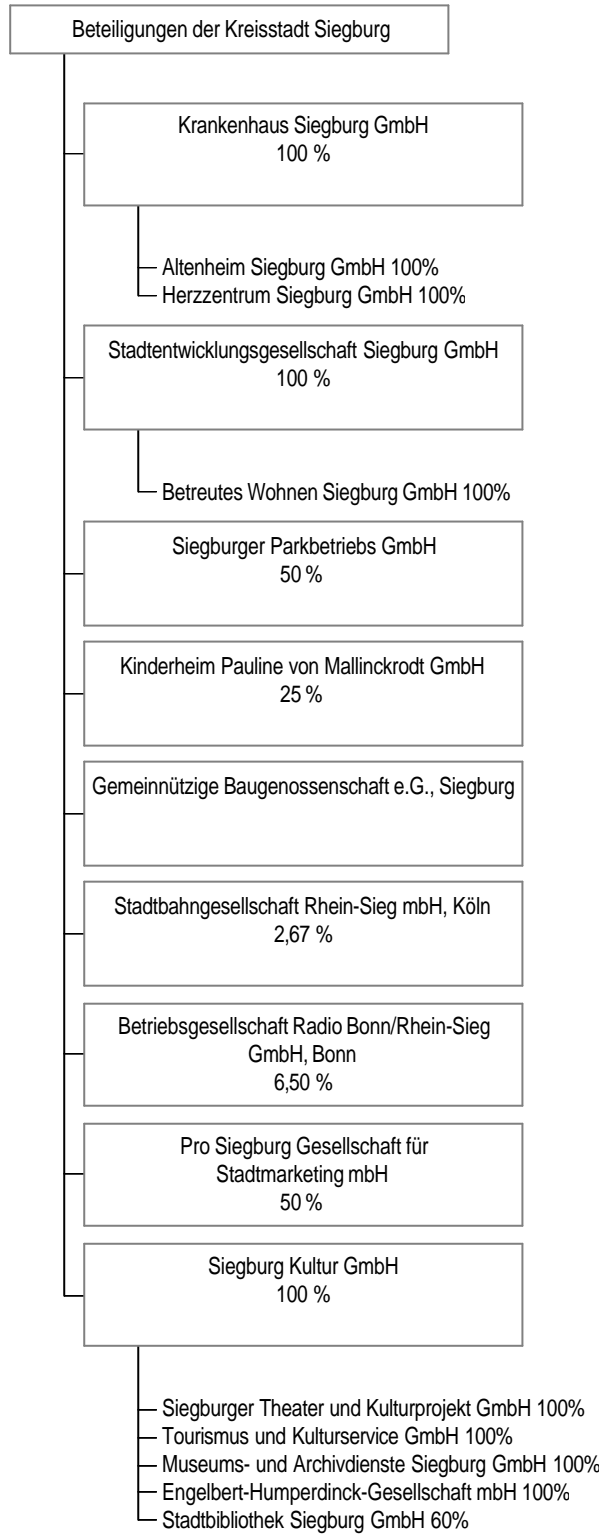 Beteiligungen der Kreisstadt Siegburg
Krankenhaus Siegburg GmbH
100 %
Altenheim Siegburg GmbH 100%
Herzzentrum Siegburg GmbH 100%
Stadtentwicklungsgesellschaft Siegburg GmbH
100 %
Betreutes Wohnen Siegburg GmbH 100%
Siegburger Parkbetriebs GmbH
50 %
Kinderheim Pauline von Mallinckrodt GmbH
25 %
Gemeinnützige Baugenossenschaft e.G., Siegburg
Stadtbahngesellschaft Rhein-Sieg mbH, Köln
2,67 %
Betriebsgesellschaft Radio Bonn/Rhein-Sieg
GmbH, Bonn
6,50 %
Pro Siegburg Gesellschaft für
Stadtmarketing mbH
50 %
Siegburg Kultur GmbH
100 %
Siegburger Theater und Kulturprojekt GmbH 100%
Tourismus und Kulturservice GmbH 100%
Museums- und Archivdienste Siegburg GmbH 100%
Engelbert-Humperdinck-Gesellschaft mbH 100%
Stadtbibliothek Siegburg GmbH 60%